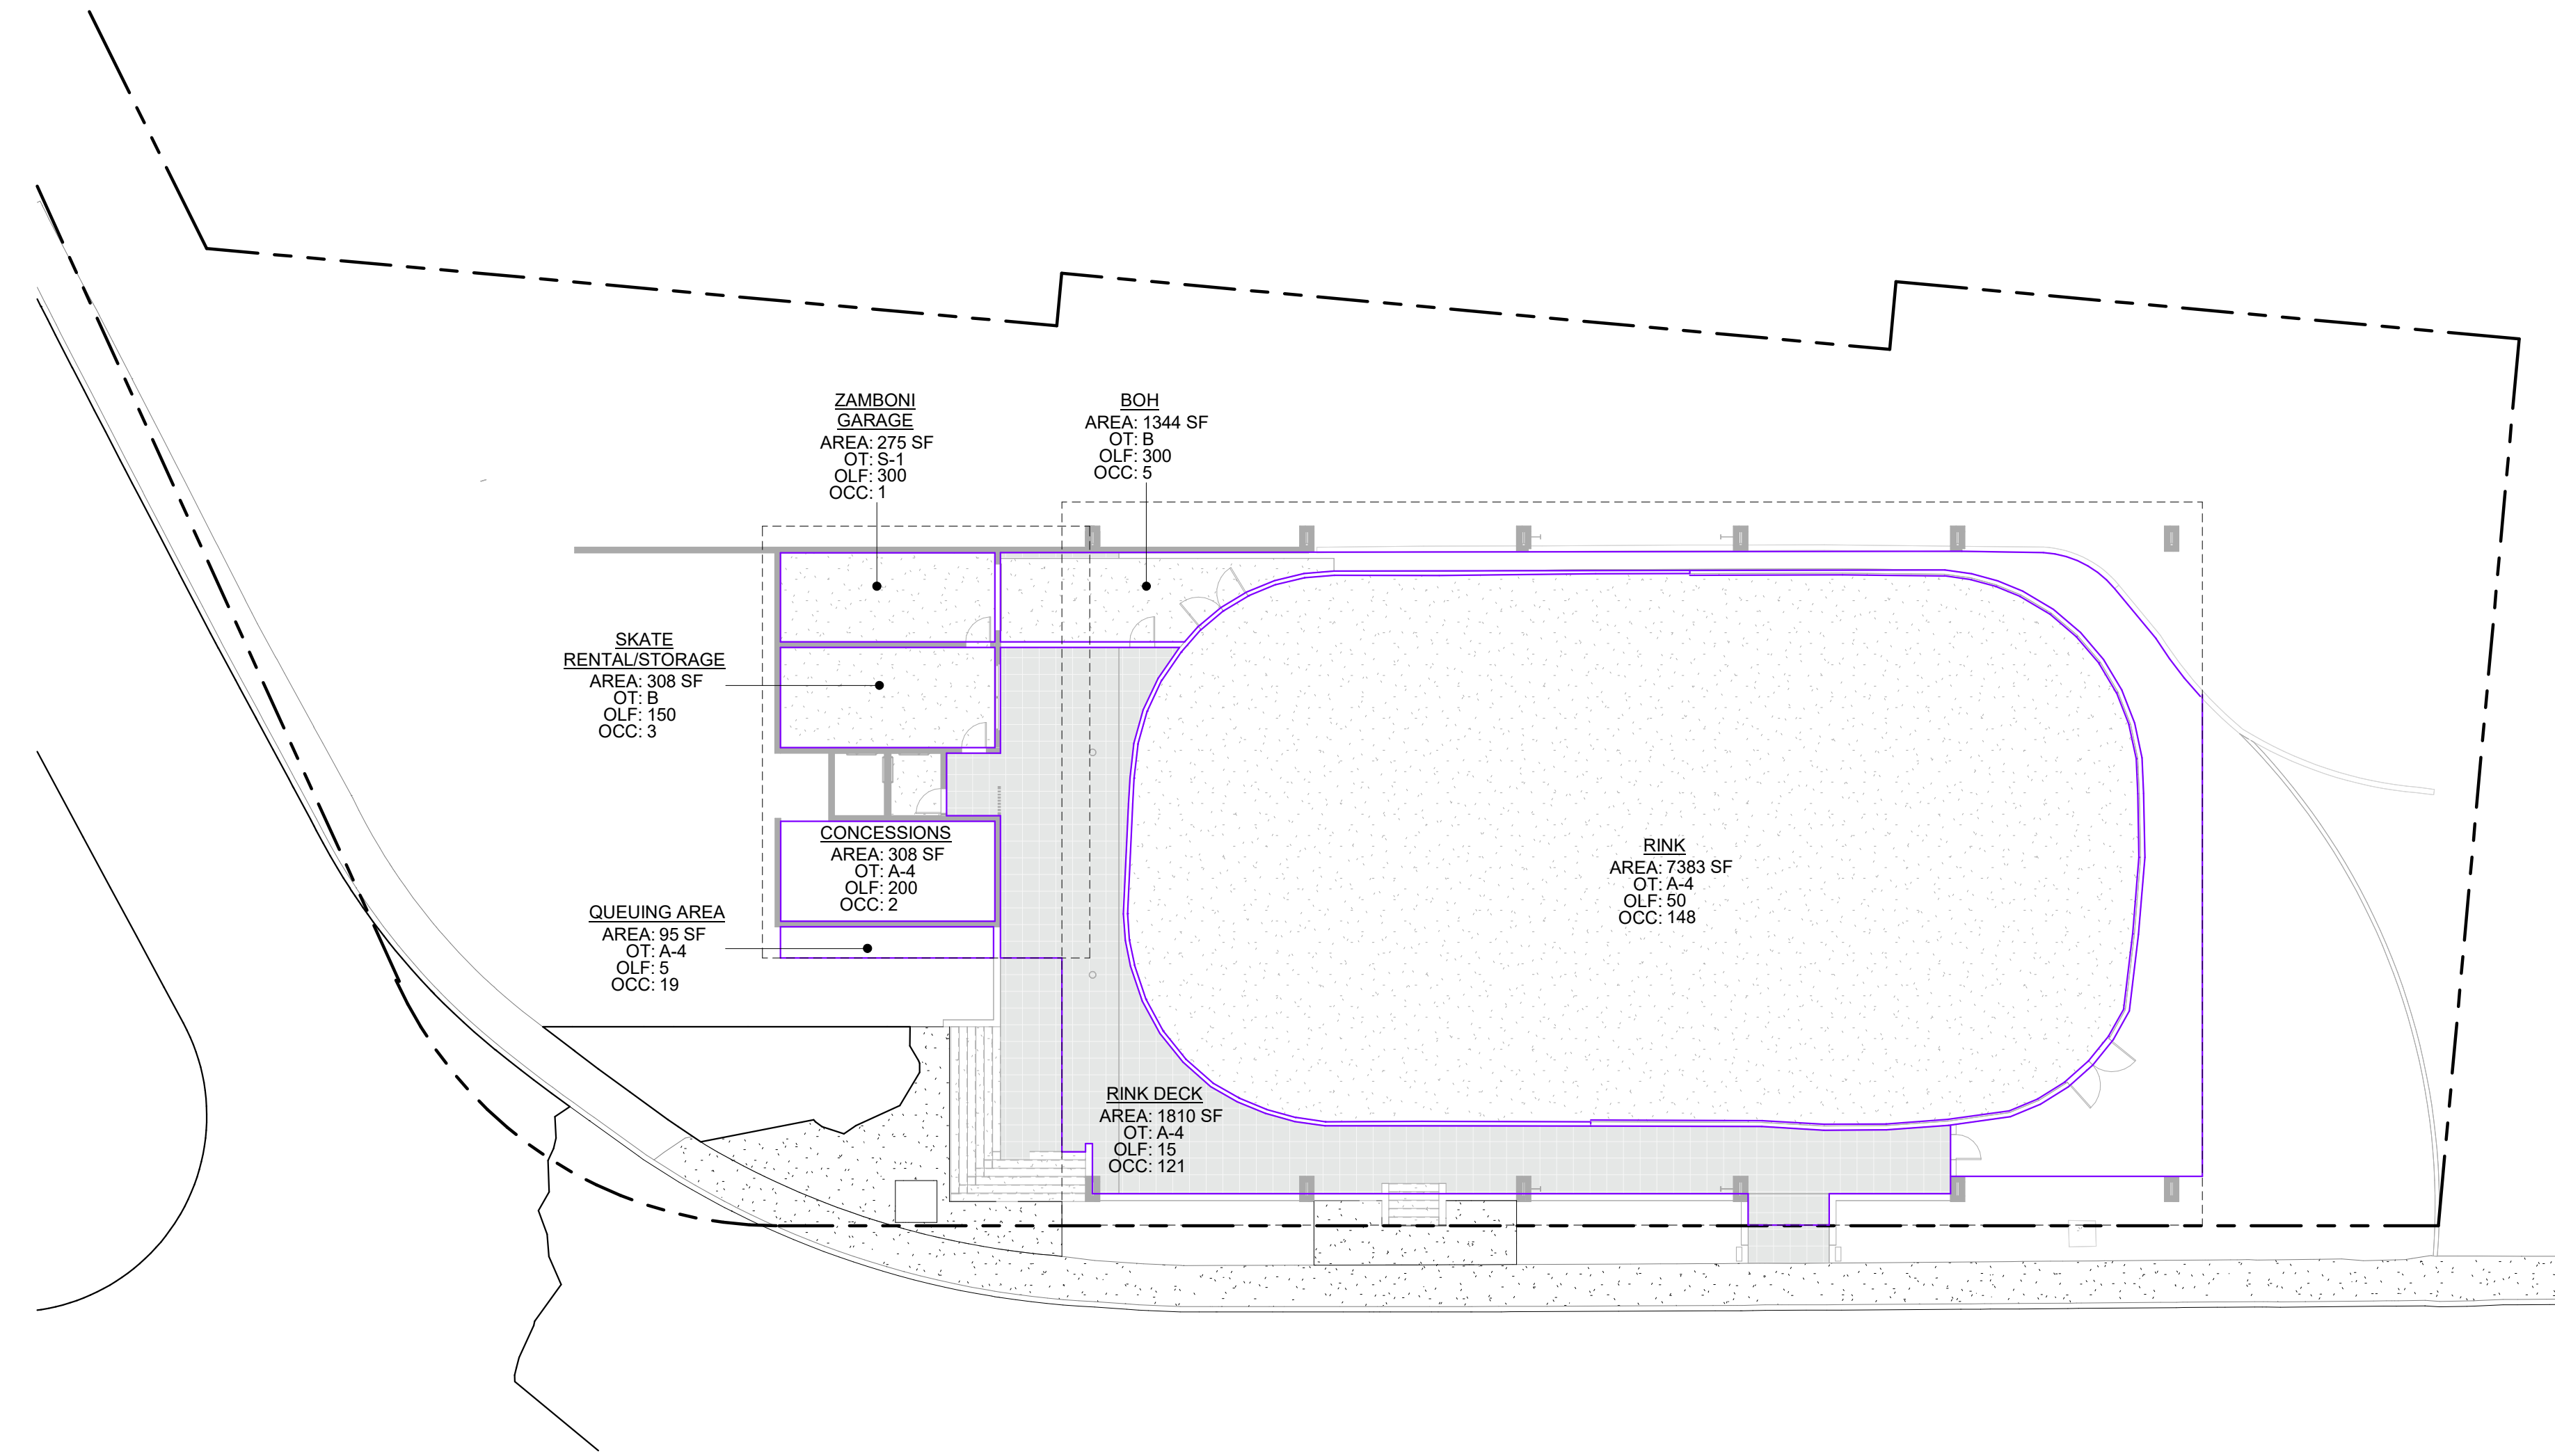 ZAMBONI
GARAGE
AREA: 275 SF
OT: S-1
OLF: 300
OCC: 1
BOH
AREA: 1344 SF
OT: B
OLF: 300
OCC: 5
SKATE
RENTAL/STORAGE
AREA: 308 SF
OT: B
OLF: 150
OCC: 3
CONCESSIONS
AREA: 308 SF
OT: A-4
OLF: 200
OCC: 2
RINK
AREA: 7383 SF
OT: A-4
OLF: 50
OCC: 148
QUEUING AREA
AREA: 95 SF
OT: A-4
OLF: 5
OCC: 19
RINK DECK
AREA: 1810 SF
OT: A-4
OLF: 15
OCC: 121